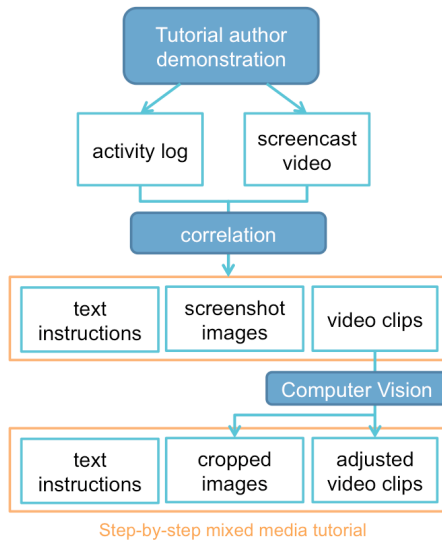 Tutorial author
demonstration
activity log
screencast
video
correlation
text
instructions
screenshot
images
video clips
Computer Vision
text
instructions
cropped
images
adjusted
video clips
Step-by-step mixed media tutorial